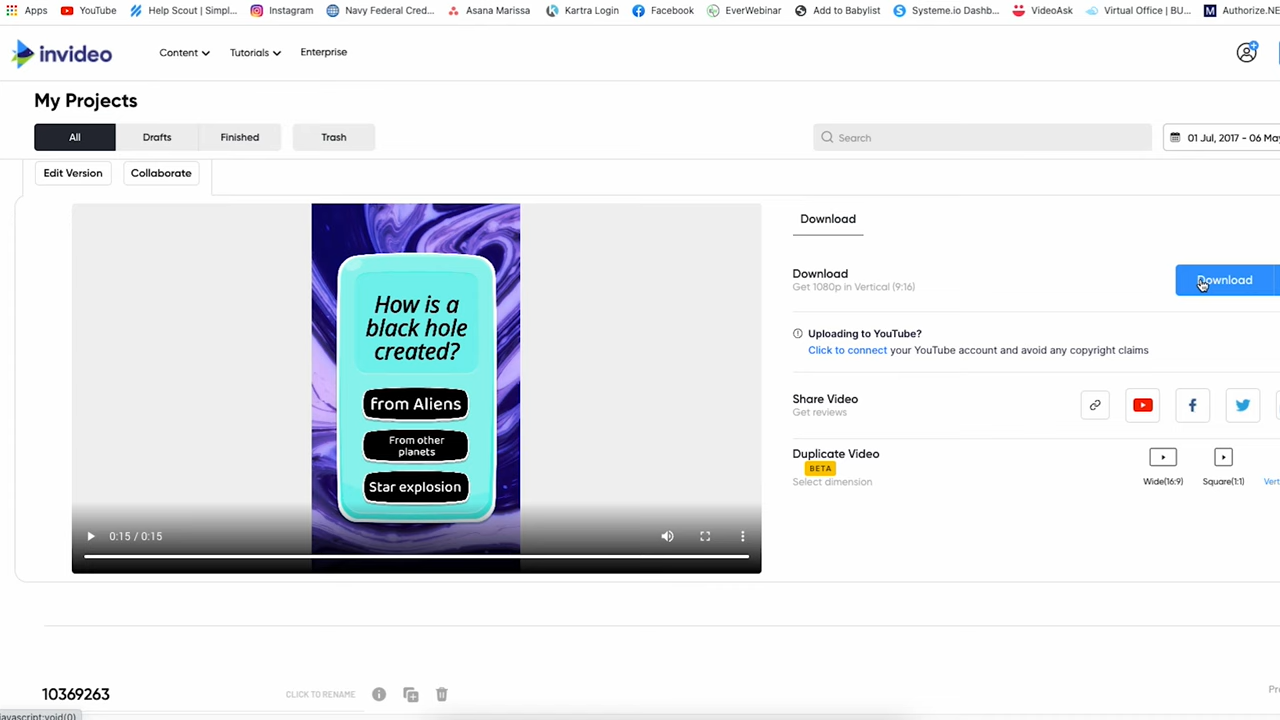 Apps YouTube Help Scout | Simpl... Instagram Navy Federal Cred... Asana Marissa Kartra Login Facebook EverWebinar Add to Babylist Systeme.io Dashb... VideoAsk Virtual Office | BU... Authorize.NE
invideo Content Tutorials Enterprise
My Projects
All Drafts Finished Trash Search 01 Jul, 2017 - 06 May
Edit Version Collaborate
Download
Download
Get 1080p in Vertical (9:16)
Download
Uploading to YouTube?
Click to connect your YouTube account and avoid any copyright claims
Share Video
Get reviews
Duplicate Video
BETA
Select dimension
Wide(16:9) Square(1:1) Vert
How is a
black hole
created?
from Aliens
From other
planets
Star explosion
0:15 / 0:15
10369263 CLICK TO RENAME
javascript:void(0)